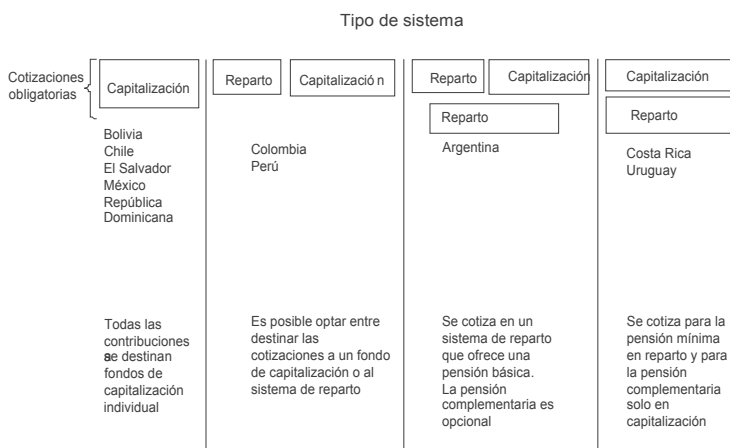 Tipo de sistema
Cotizaciones
obligatorias
Capitalización
Bolivia
Chile
El Salvador
México
República
Dominicana
Todas las
contribuciones
se destinan
a
fondos de
capitalización
individual
Reparto
Capitalizació n
Colombia
Perú
Es posible optar entre
destinar las
cotizaciones a un fondo
de capitalización o al
sistema de reparto
Reparto
Capitalización
Reparto
Argentina
Se cotiza en un
sistema de reparto
que ofrece una
pensión básica.
La pensión
complementaria es
opcional
Capitalización
Reparto
Costa Rica
Uruguay
Se cotiza para la
pensión mínima
en reparto y para
la pensión
complementaria
solo en
capitalización